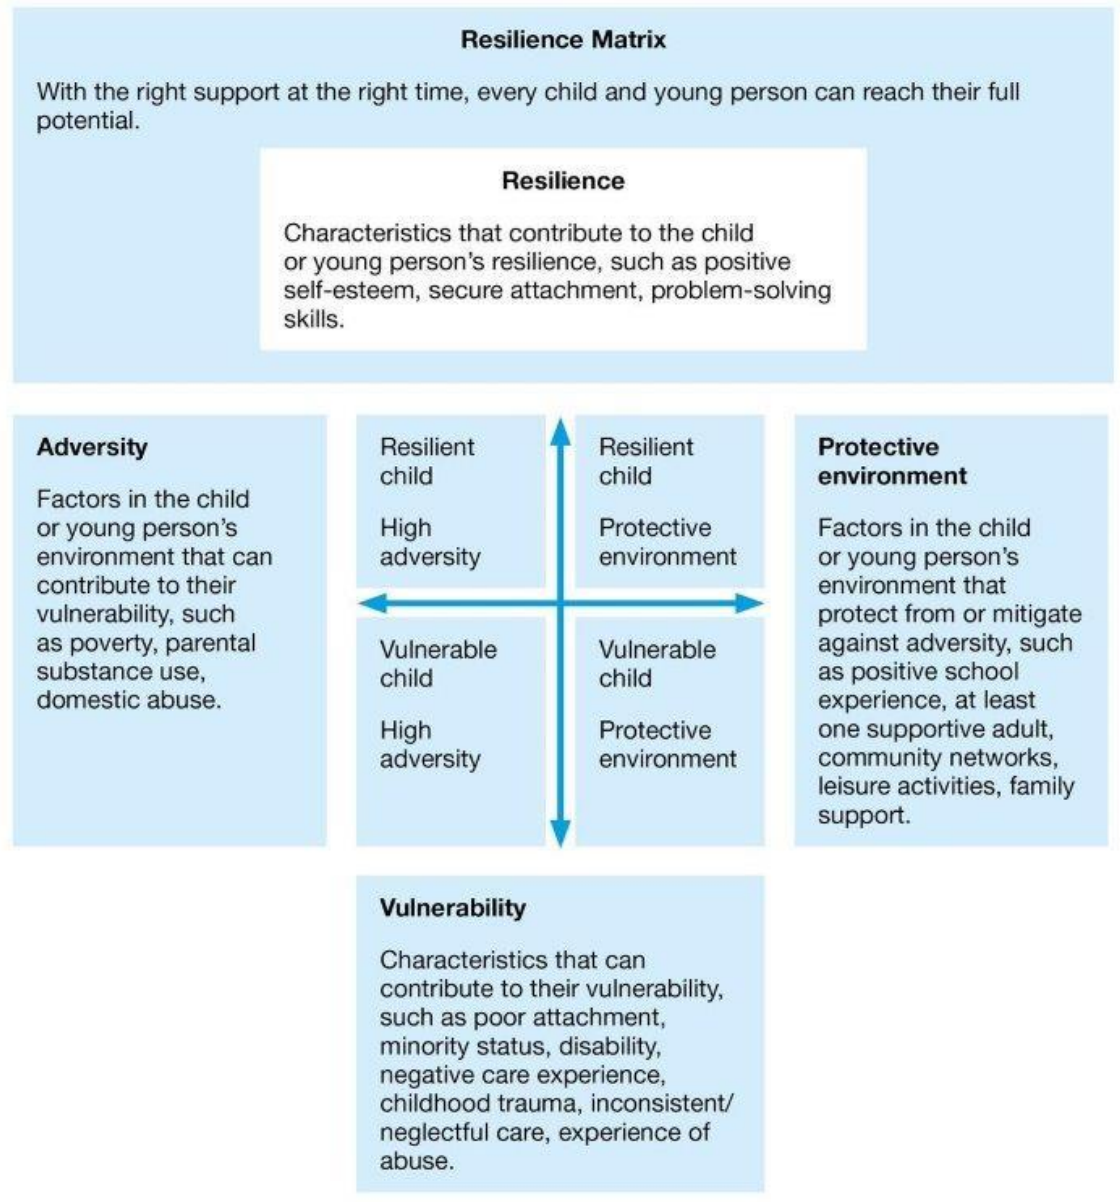 Resilience Matrix
With the right support at the right time, every child and young person can reach their full
potential.
Resilience
Characteristics that contribute to the child
or young person's resilience, such as positive
self-esteem, secure attachment, problem-solving
skills.
Adversity
Factors in the child
or young person's
environment that can
contribute to their
vulnerability, such
as poverty, parental
substance use,
domestic abuse.
Resilient
child
High
adversity
Resilient
child
Protective
environment
Vulnerable
child
High
adversity
Vulnerable
child
Protective
environment
Protective
environment
Factors in the child
or young person's
environment that
protect from or mitigate
against adversity, such
as positive school
experience, at least
one supportive adult,
community networks,
leisure activities, family
support.
Vulnerability
Characteristics that can
contribute to their vulnerability,
such as poor attachment,
minority status, disability,
negative care experience,
childhood trauma, inconsistent/
neglectful care, experience of
abuse.